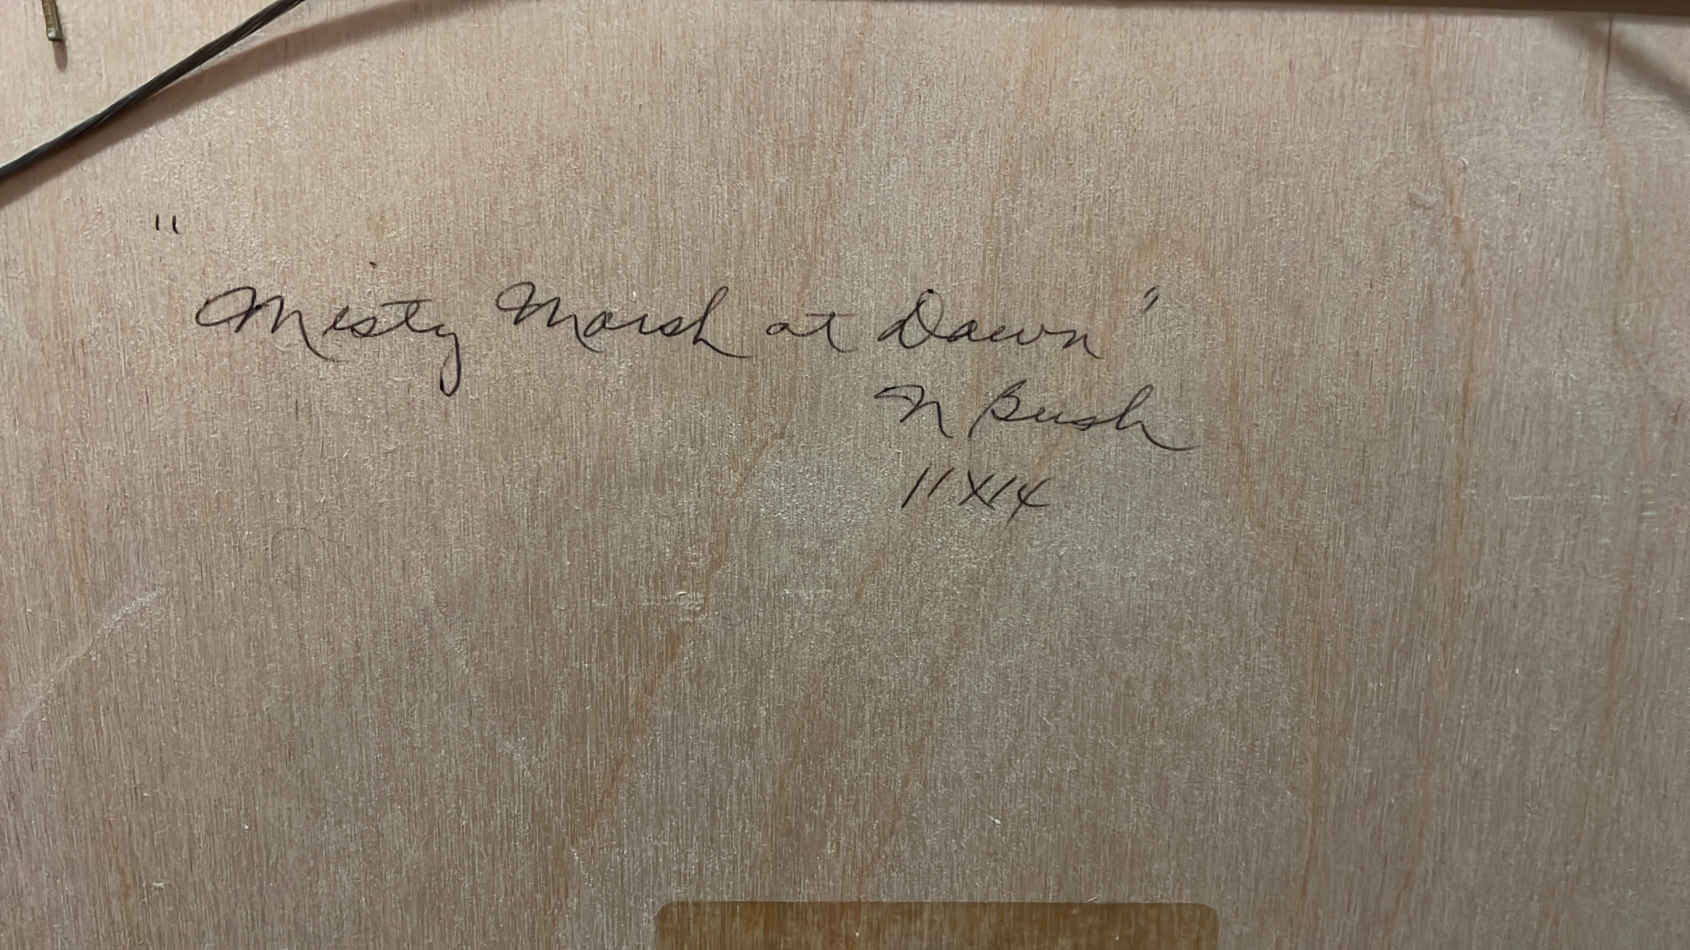 "Misty Marsh at Dawn"
N Bush
11X14